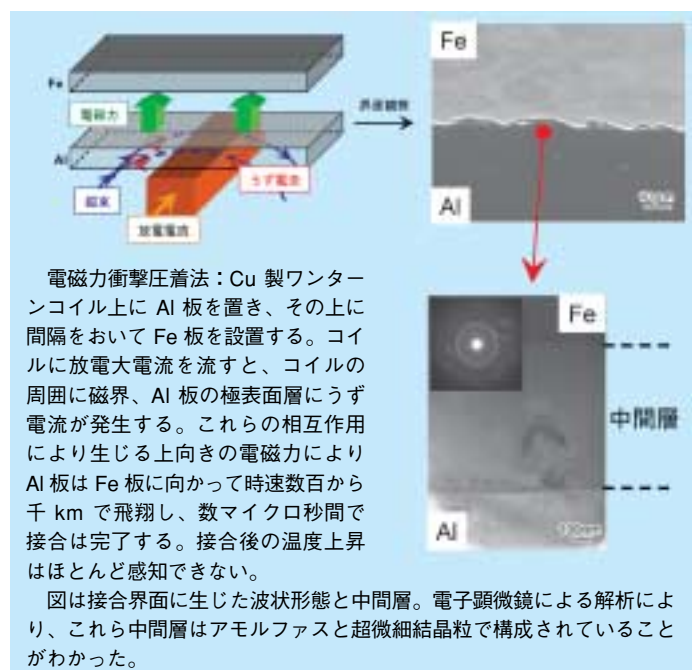 Fe
電磁力
Al
磁束
うず電流
放電電流
界面観察
Fe
Al
Fe
中間層
Al
電磁力衝撃圧着法：Cu 製ワンター
ンコイル上に Al 板を置き、その上に
間隔をおいて Fe 板を設置する。コイ
ルに放電大電流を流すと、コイルの
周囲に磁界、Al 板の極表面層にうず
電流が発生する。これらの相互作用
により生じる上向きの電磁力により
Al 板は Fe 板に向かって時速数百から
千 km で飛翔し、数マイクロ秒間で
接合は完了する。接合後の温度上昇
はほとんど感知できない。
図は接合界面に生じた波状形態と中間層。電子顕微鏡による解析によ
り、これら中間層はアモルファスと超微細結晶粒で構成されていること
がわかった。